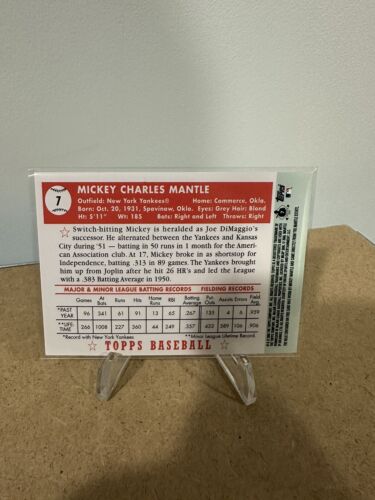 7
MICKEY CHARLES MANTLE
Outfield: New York Yankees® Home: Commerce, Okla.
Born: Oct. 20, 1931, Spavinaw, Okla. Eyes: Grey Hair: Blond
Ht: 5'11" Wt: 185 Bats: Right and Left Throws: Right
Switch-hitting Mickey is heralded as Joe DiMaggio's
successor. He alternated between the Yankees and Kansas
City during '51 — batting in 50 runs in 1 month for the Amer-
ican Association club. At 17, Mickey broke in as shortstop for
Independence, batting .313 in 89 games. The Yankees brought
him up from Joplin after he hit 26 HR's and led the League
with a .383 Batting Average in 1950.
MAJOR & MINOR LEAGUE BATTING RECORDS FIELDING RECORDS
Games At Bats Runs Hits Home Runs RBI Batting Avg. Put Outs Assists Errors Field Avg.
*PAST YEAR 96 341 61 91 13 65 .267 135 4 6 .959
**LIFE-TIME 266 1008 227 360 44 249 .357
*Record with New York Yankees **Minor League Lifetime Record
TOPPS BASEBALL
Topps